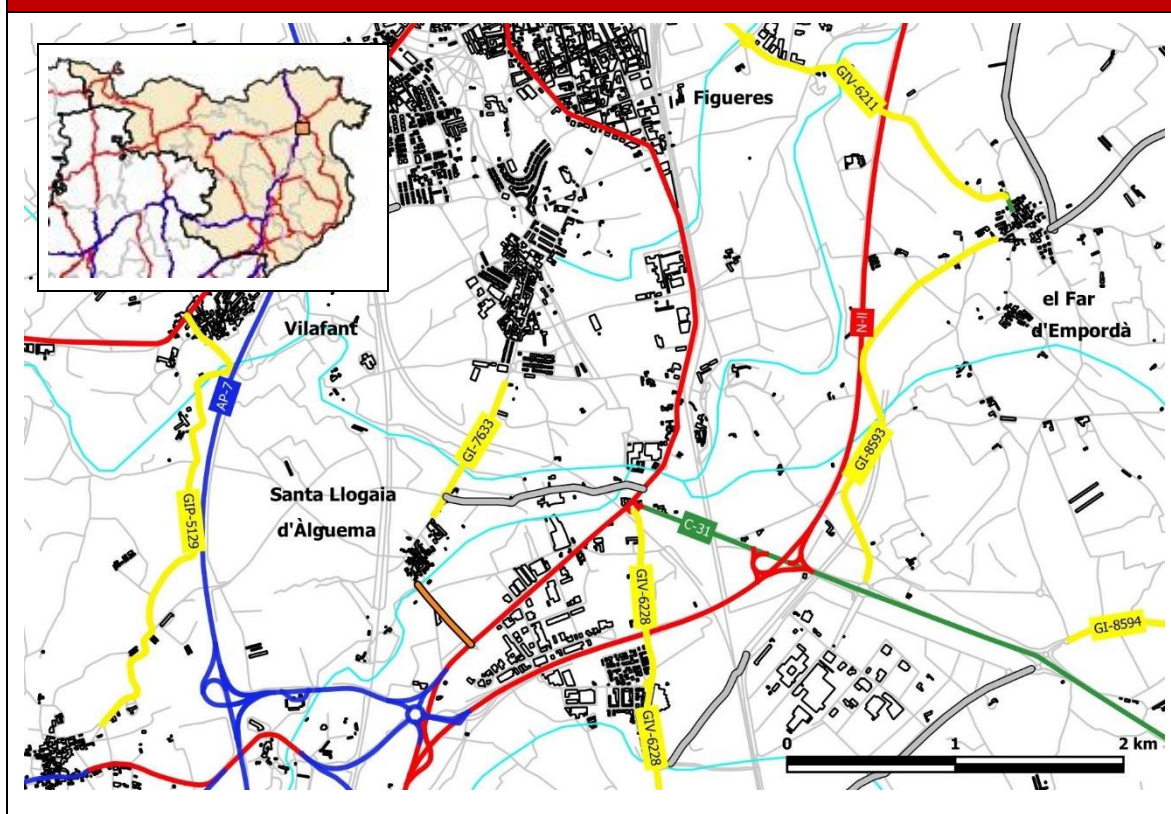 Figueres
GIV-6211
el Far
d'Empordà
Vilafant
N-II
AP-7
GI-7633
GI-8593
Santa Llogaia
d'Àlguema
GIP-5129
C-31
GIV-6228
GI-8594
GIV-6228
0 1 2 km